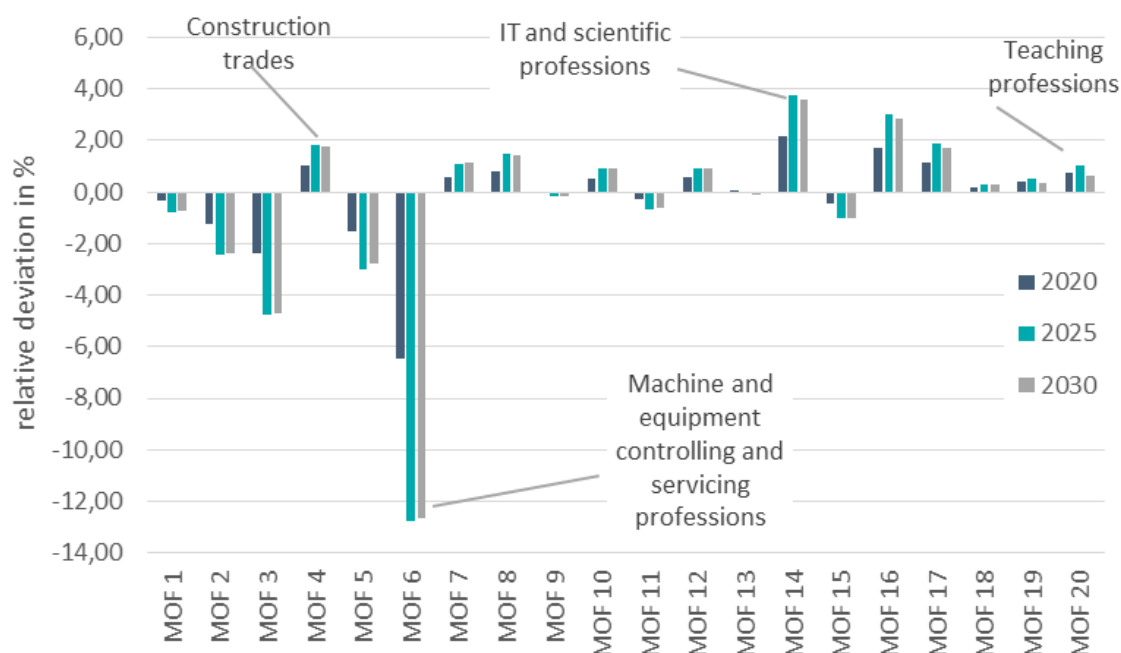 Construction
trades
IT and scientific
professions
Teaching
professions
6,00
4,00
2,00
0,00
-2,00
-4,00
-6,00
-8,00
-10,00
-12,00
-14,00
relative deviation in %
2020
2025
2030
Machine and
equipment
controlling and
servicing
professions
MOF 1
MOF 2
MOF 3
MOF 4
MOF 5
MOF 6
MOF 7
MOF 8
MOF 9
MOF 10
MOF 11
MOF 12
MOF 13
MOF 14
MOF 15
MOF 16
MOF 17
MOF 18
MOF 19
MOF 20